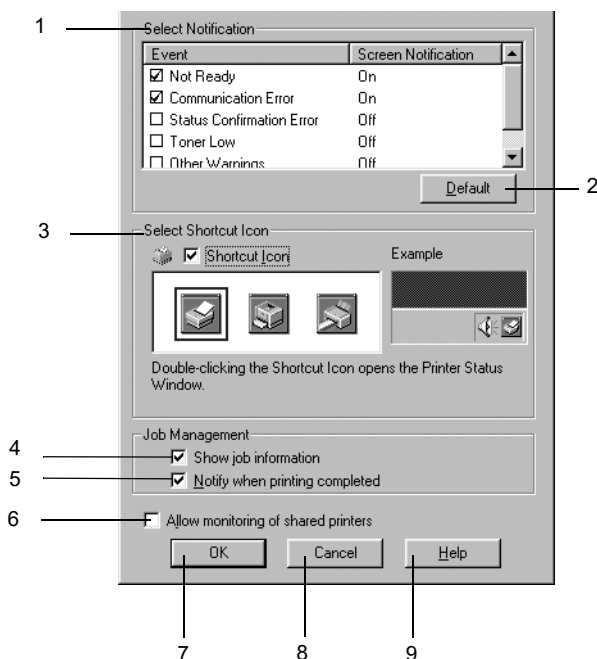 1 Select Notification
Event Screen Notification
Not Ready On
Communication Error On
Status Confirmation Error Off
Toner Low Off
Other Warnings Off
Default 2
3 Select Shortcut Icon
Shortcut Icon Example
Double-clicking the Shortcut Icon opens the Printer Status
Window.
Job Management
4 Show job information
5 Notify when printing completed
6 Allow monitoring of shared printers
OK Cancel Help
7 8 9